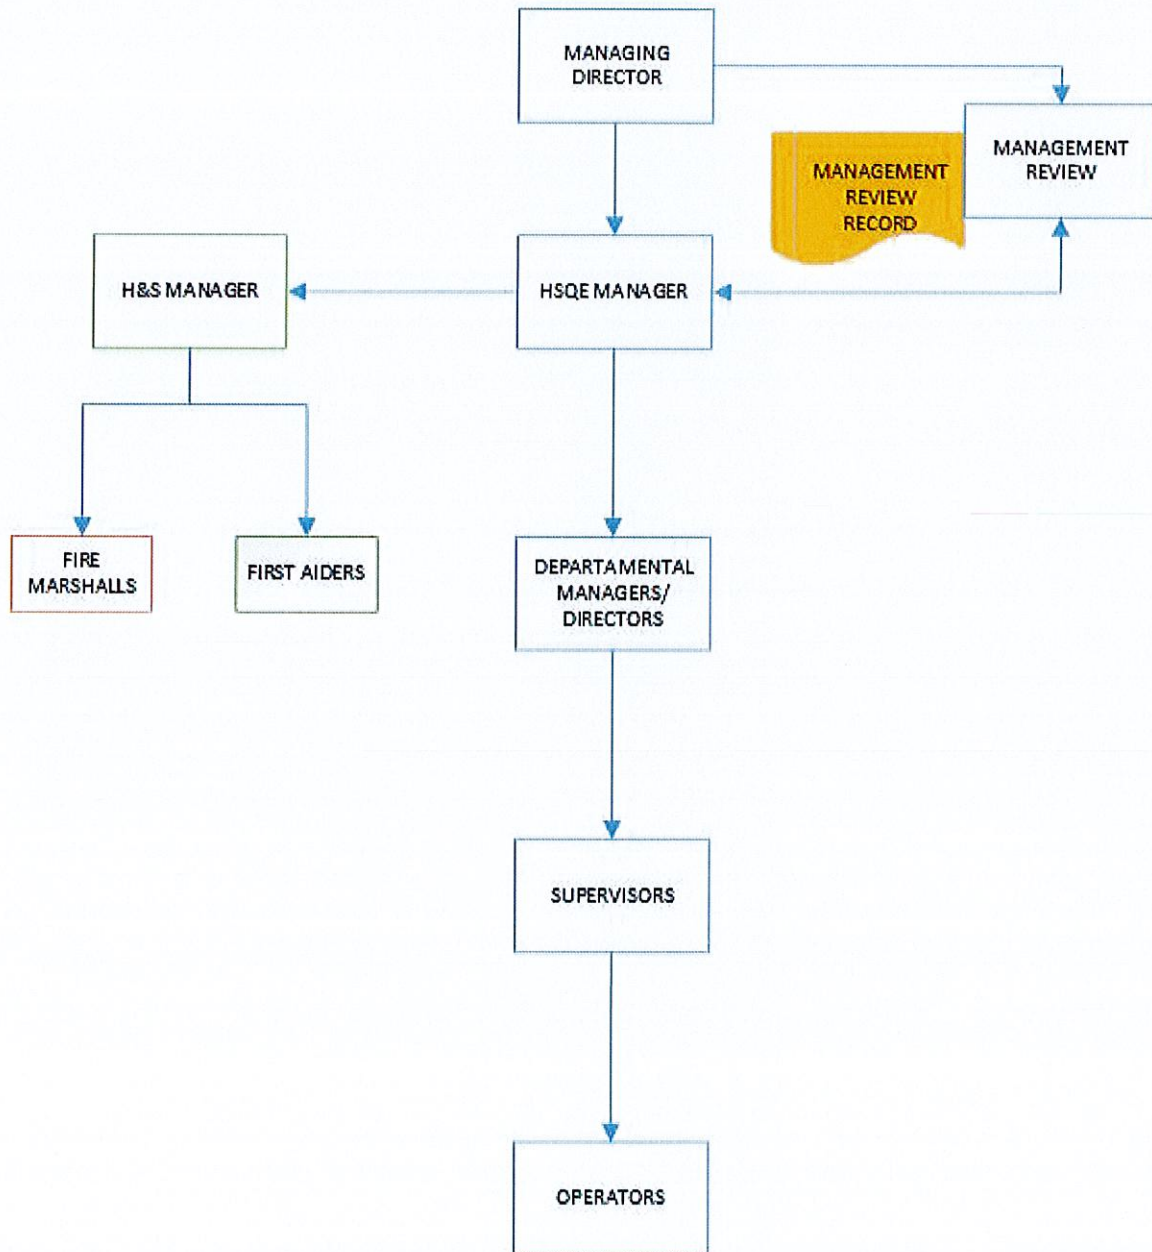 MANAGING
DIRECTOR
MANAGEMENT
REVIEW
MANAGEMENT
REVIEW
RECORD
H&S MANAGER
HSQE MANAGER
FIRE
MARSHALLS
FIRST AIDERS
DEPARTAMENTAL
MANAGERS/
DIRECTORS
SUPERVISORS
OPERATORS